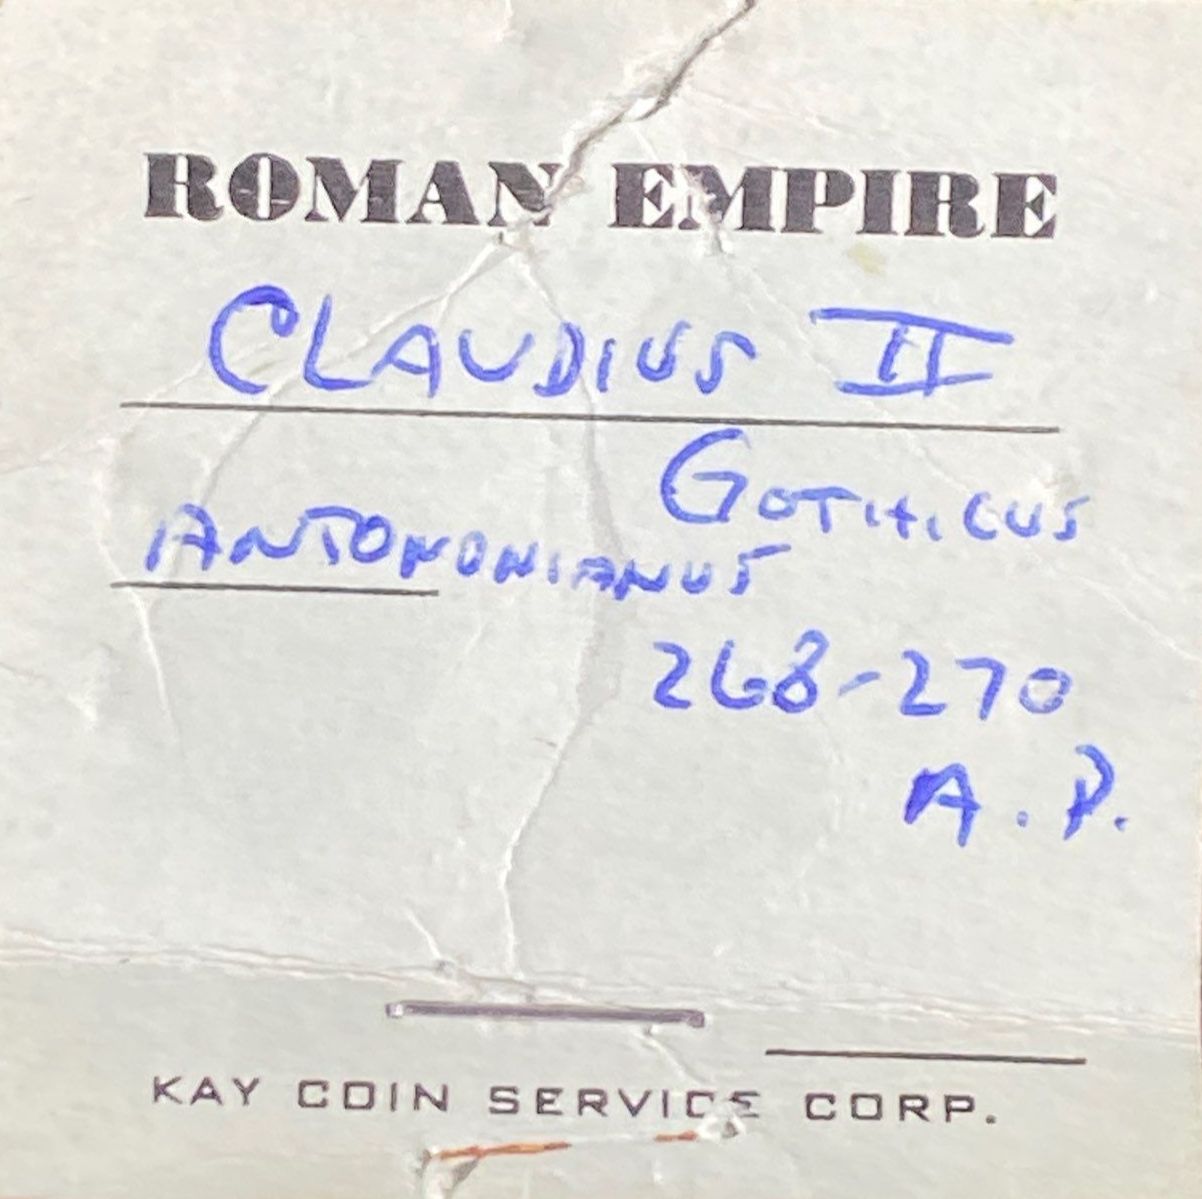 ROMAN EMPIRE
CLAUDIUS II
GOTHICUS
ANTONONIANUS
268-270
A.D.
KAY COIN SERVICE CORP.